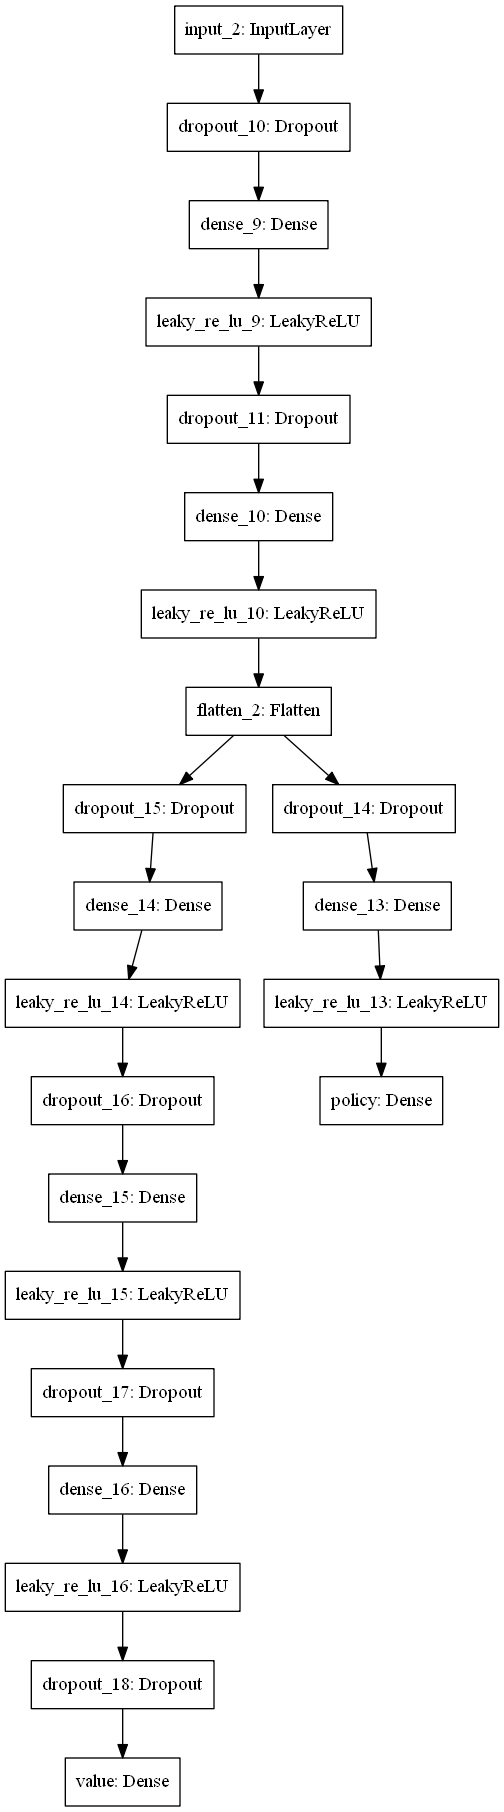 input_2: InputLayer
dropout_10: Dropout
dense_9: Dense
leaky_re_lu_9: LeakyReLU
dropout_11: Dropout
dense_10: Dense
leaky_re_lu_10: LeakyReLU
flatten_2: Flatten
dropout_15: Dropout
dropout_14: Dropout
dense_14: Dense
dense_13: Dense
leaky_re_lu_14: LeakyReLU
leaky_re_lu_13: LeakyReLU
dropout_16: Dropout
policy: Dense
dense_15: Dense
leaky_re_lu_15: LeakyReLU
dropout_17: Dropout
dense_16: Dense
leaky_re_lu_16: LeakyReLU
dropout_18: Dropout
value: Dense